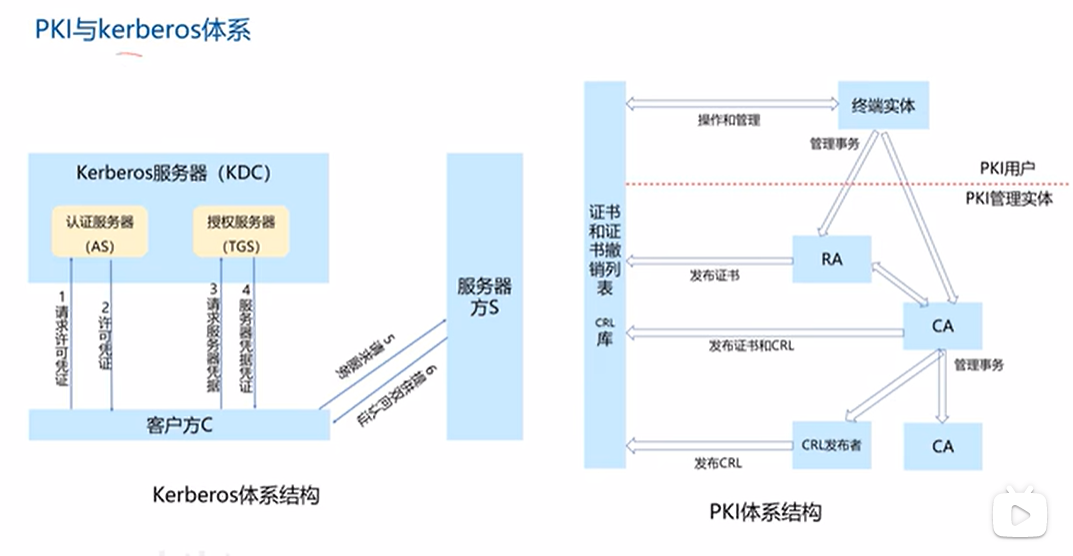 PKI与kerberos体系
Kerberos服务器（KDC）
认证服务器
(AS)
授权服务器
(TGS)
1请求许可凭证
2许可凭证
3请求服务器凭据
4服务器凭据凭证
5请求服务
6提供双向认证
服务器
方S
客户方C
Kerberos体系结构
证书
和证
书撤
销列
表
CRL
库
操作和管理
终端实体
管理事务
PKI用户
PKI管理实体
RA
发布证书
CA
发布证书和CRL
管理事务
CRL发布者
CA
发布CRL
PKI体系结构